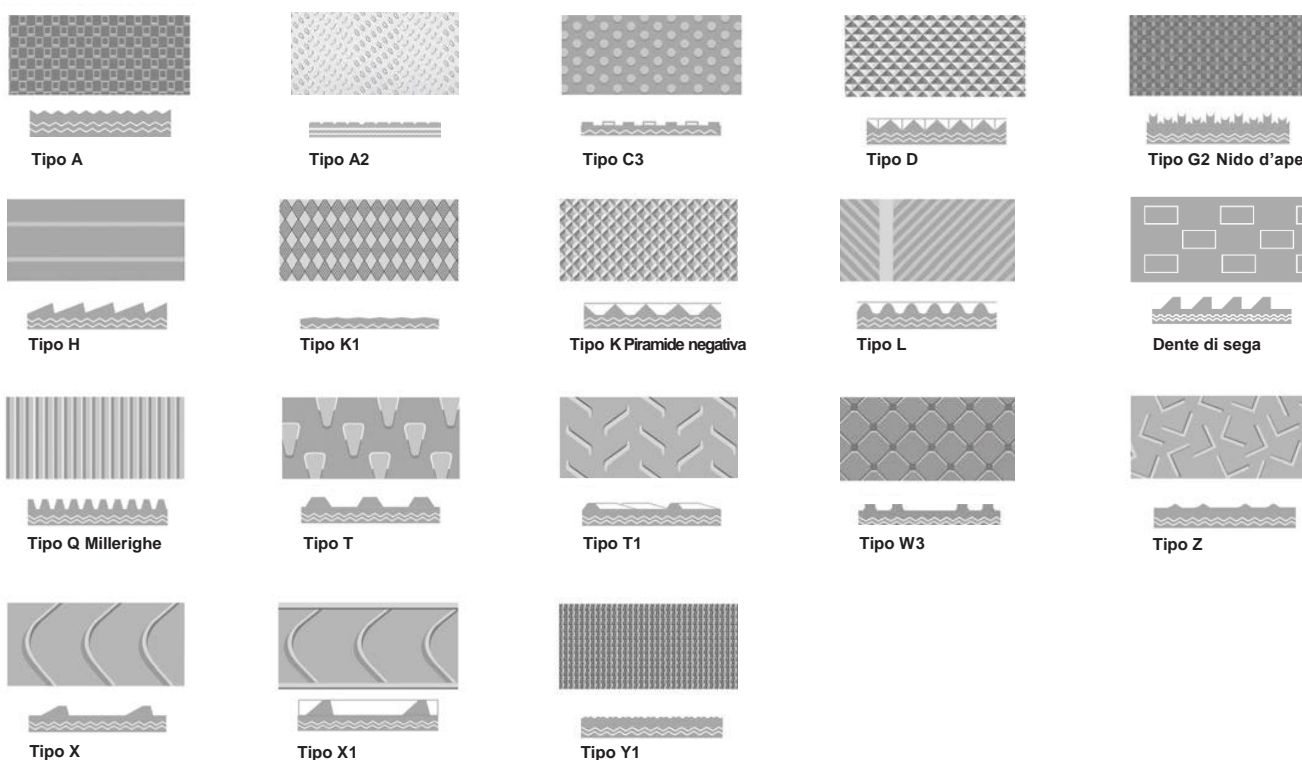 Tipo A
Tipo A2
Tipo C3
Tipo D
Tipo G2 Nido d'ape
Tipo H
Tipo K1
Tipo K Piramide negativa
Tipo L
Dente di sega
Tipo Q Millerighe
Tipo T
Tipo T1
Tipo W3
Tipo Z
Tipo X
Tipo X1
Tipo Y1